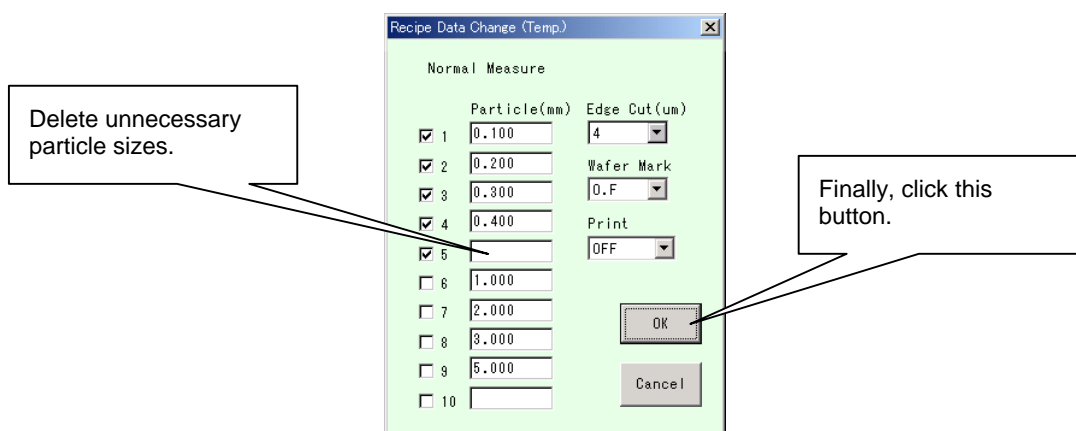 Recipe Data Change (Temp.)
Normal Measure
Delete unnecessary
particle sizes.
Particle(mm) Edge Cut(um)
1 0.100 4
2 0.200 Wafer Mark
3 0.300 O.F
4 0.400 Print
5 OFF
6 1.000
7 2.000
8 3.000
9 5.000
10
OK
Cancel
Finally, click this
button.